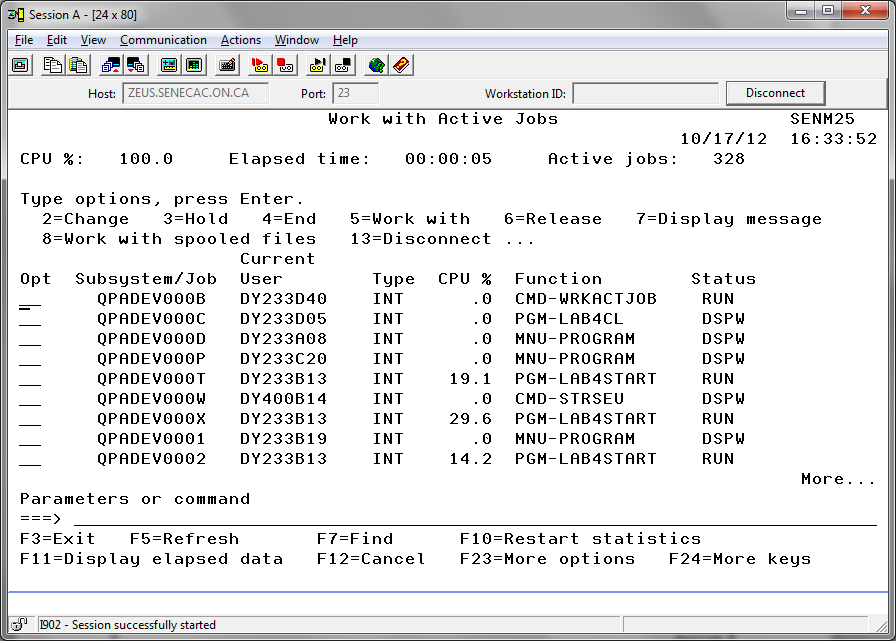 Session A - [24 x 80]
File Edit View Communication Actions Window Help
Host: ZEUS.SENECAC.ON.CA Port: 23 Workstation ID: Disconnect
Work with Active Jobs SENM25
10/17/12 16:33:52
CPU %: 100.0 Elapsed time: 00:00:05 Active jobs: 328
Type options, press Enter.
2=Change 3=Hold 4=End 5=Work with 6=Release 7=Display message
8=Work with spooled files 13=Disconnect ...
Current
Opt Subsystem/Job User Type CPU % Function Status
__ QPADEV000B DY233D40 INT .0 CMD-WRKACTJOB RUN
__ QPADEV000C DY233D05 INT .0 PGM-LAB4CL DSPW
__ QPADEV000D DY233A08 INT .0 MNU-PROGRAM DSPW
__ QPADEV000P DY233C20 INT .0 MNU-PROGRAM DSPW
__ QPADEV000T DY233B13 INT 19.1 PGM-LAB4START RUN
__ QPADEV000W DY400B14 INT .0 CMD-STRSEU DSPW
__ QPADEV000X DY233B13 INT 29.6 PGM-LAB4START RUN
__ QPADEV0001 DY233B19 INT .0 MNU-PROGRAM DSPW
__ QPADEV0002 DY233B13 INT 14.2 PGM-LAB4START RUN
More...
Parameters or command
===>
F3=Exit F5=Refresh F7=Find F10=Restart statistics
F11=Display elapsed data F12=Cancel F23=More options F24=More keys
I902 - Session successfully started